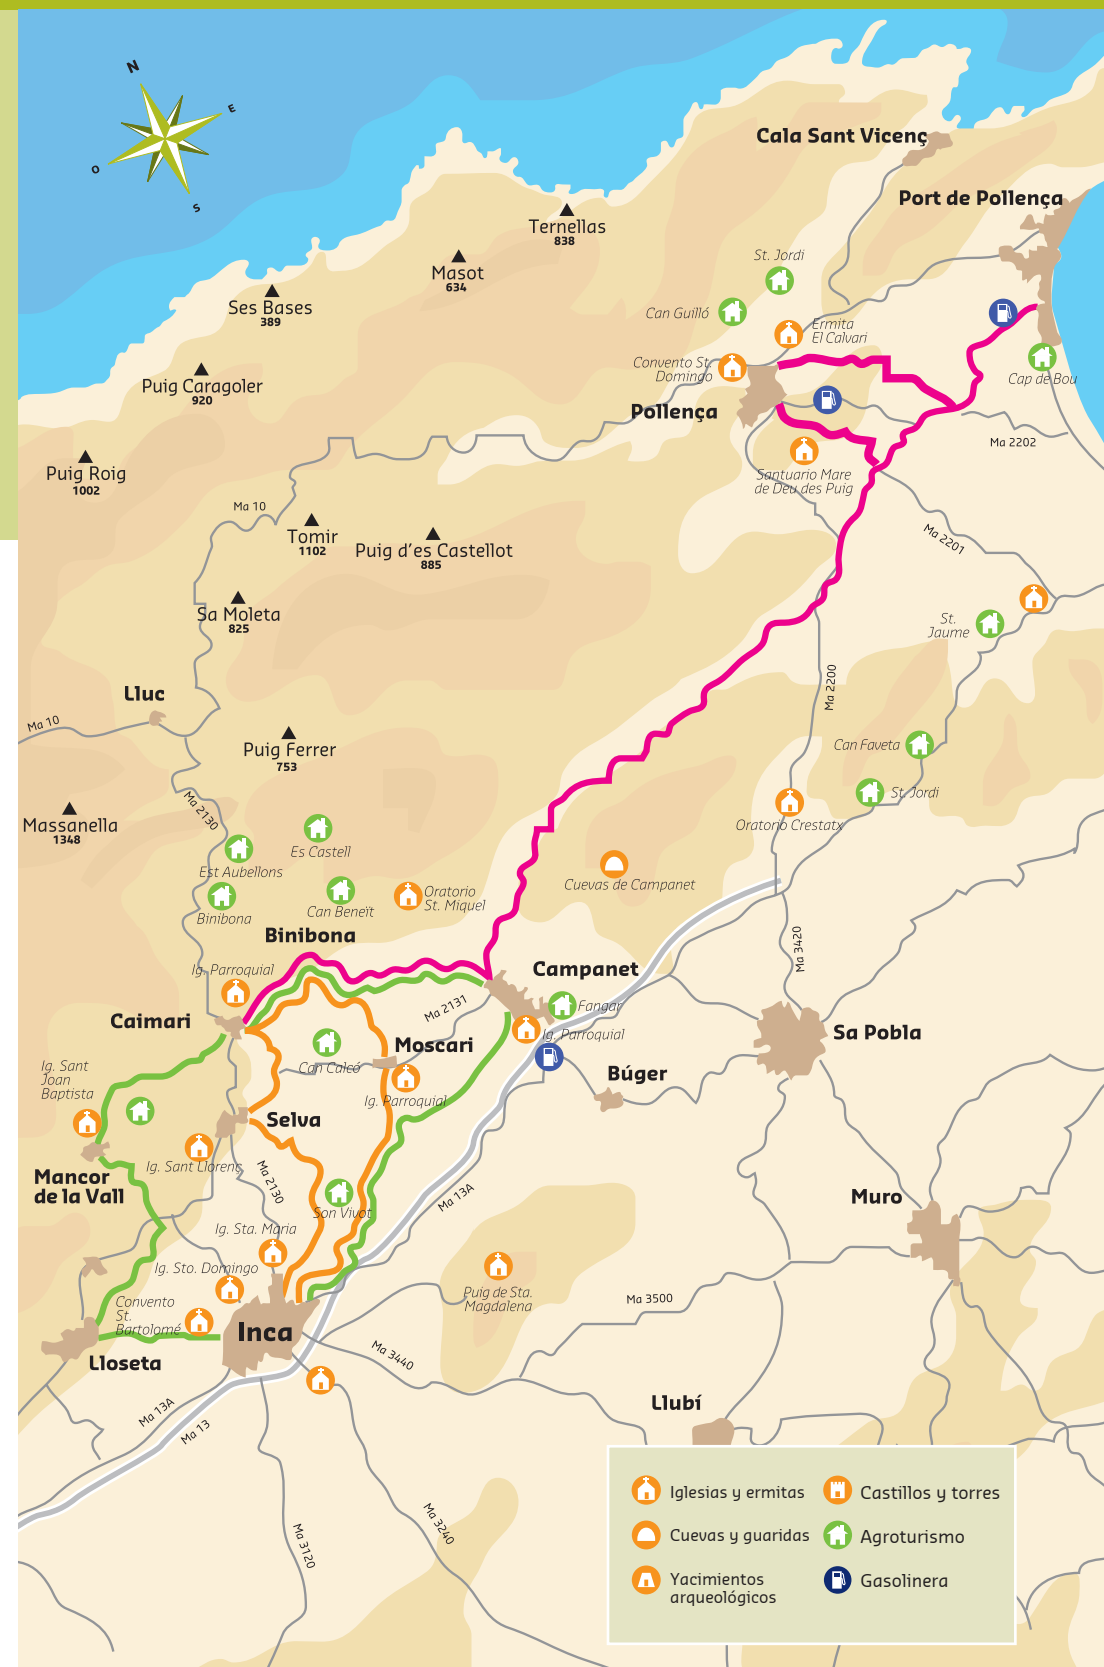 N
E
O
S
Cala Sant Vicenç
Port de Pollença
Ternellas
838
Masot
634
St. Jordi
Ses Bases
389
Can Guilló
Ermita
El Calvari
Convento St.
Domingo
Puig Caragoler
920
Cap de Bou
Pollença
Ma 2202
Puig Roig
1002
Santuario Mare
de Deu des Puig
Ma 10
Tomir
1102
Puig d'es Castellot
885
Ma 2201
Sa Moleta
825
St.
Jaume
Lluc
Ma 10
Ma 2200
Puig Ferrer
753
Can Faveta
St. Jordi
Ma 2130
Massanella
1348
Oratorio Crestatx
Es Castell
Est Aubellons
Cuevas de Campanet
Binibona
Can Beneït
Oratorio
St. Miquel
Binibona
Ma 3420
Ig. Parroquial
Campanet
Ma 2131
Fangar
Caimari
Ig. Parroquial
Sa Pobla
Moscari
Can Calcó
Ig. Sant
Joan
Baptista
Búger
Ig. Parroquial
Selva
Ig. Sant Llorenç
Mancor
de la Vall
Ma 2130
Ma 13A
Muro
Son Vivot
Ig. Sta. Maria
Ig. Sto. Domingo
Puig de Sta.
Magdalena
Ma 3500
Convento
St.
Bartolomé
Inca
Lloseta
Ma 3440
Ma 13A
Ma 13
Llubí
Ma 3240
Ma 3120
Iglesias y ermitas
Castillos y torres
Cuevas y guaridas
Agroturismo
Yacimientos
arqueológicos
Gasolinera